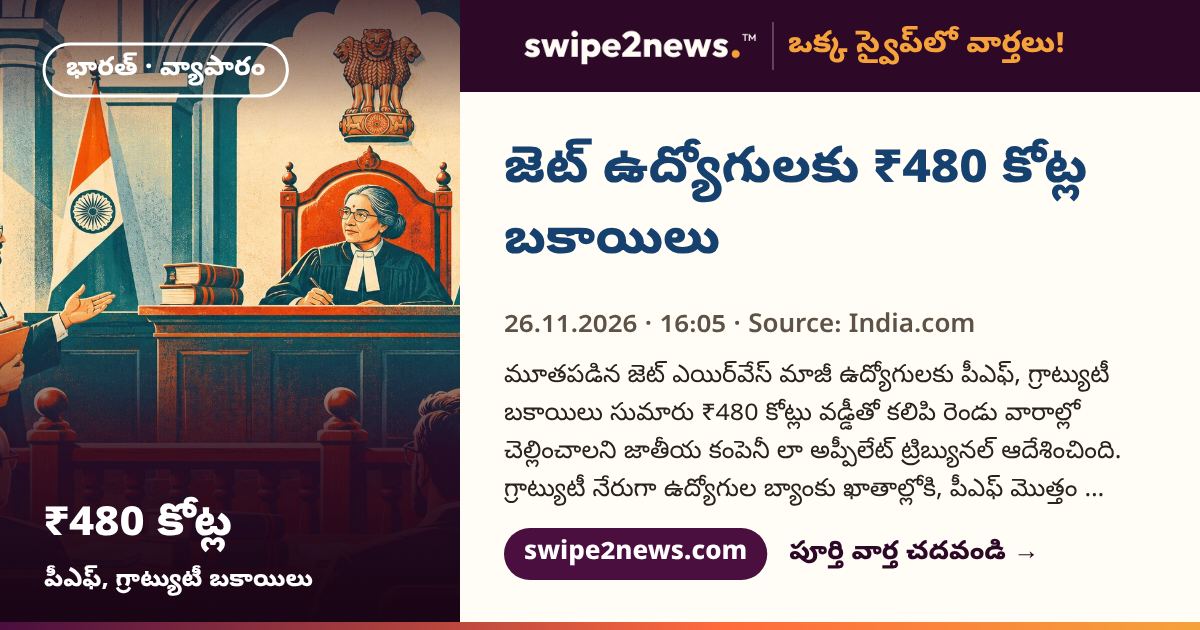 భారత్ · వ్యాపారం
₹480 కోట్ల
పీఎఫ్, గ్రాట్యుటీ బకాయిలు
swipe2news.™
ఒక్క స్వైప్‌లో వార్తలు!
జెట్ ఉద్యోగులకు ₹480 కోట్ల
బకాయిలు
26.11.2026 · 16:05 · Source: India.com
మూతపడిన జెట్ ఎయిర్‌వేస్ మాజీ ఉద్యోగులకు పీఎఫ్, గ్రాట్యుటీ
బకాయిలు సుమారు ₹480 కోట్లు వడ్డీతో కలిపి రెండు వారాల్లో
చెల్లించాలని జాతీయ కంపెనీ లా అప్పీలేట్ ట్రిబ్యునల్ ఆదేశించింది.
గ్రాట్యుటీ నేరుగా ఉద్యోగుల బ్యాంకు ఖాతాల్లోకి, పీఎఫ్ మొత్తం ...
swipe2news.com
పూర్తి వార్త చదవండి →